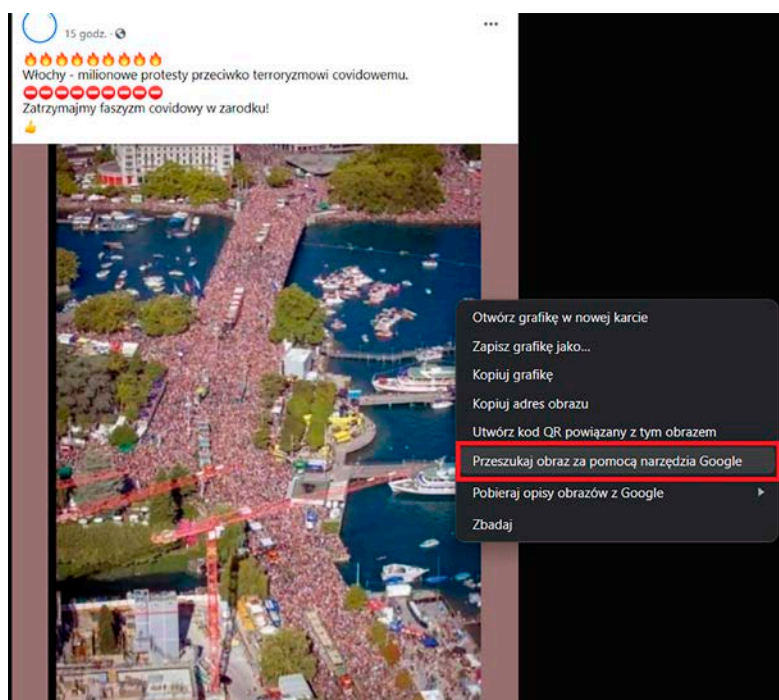 15 godz.
🔥🔥🔥🔥🔥🔥🔥🔥🔥
Włochy - milionowe protesty przeciwko terroryzmowi covidowemu.
⛔⛔⛔⛔⛔⛔⛔⛔⛔
Zatrzymajmy faszyzm covidowy w zarodku!
👍
Otwórz grafikę w nowej karcie
Zapisz grafikę jako...
Kopiuj grafikę
Kopiuj adres obrazu
Utwórz kod QR powiązany z tym obrazem
Przeszukaj obraz za pomocą narzędzia Google
Pobieraj opisy obrazów z Google
Zbadaj